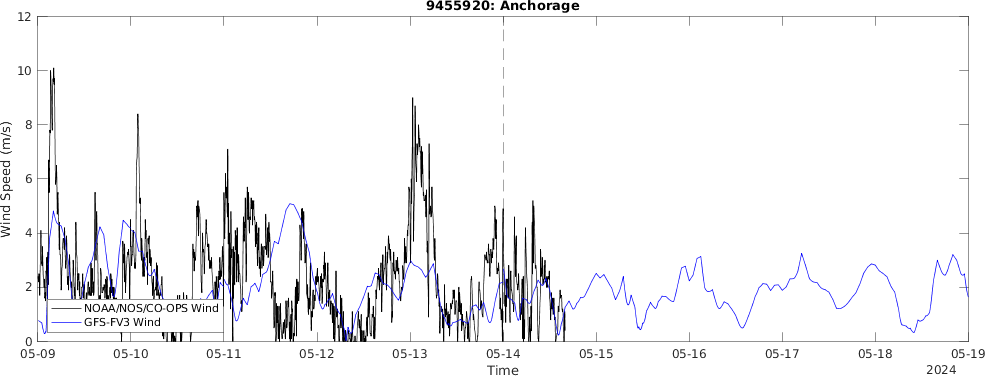 9455920: Anchorage
12
10
8
6
4
2
0
Wind Speed (m/s)
NOAA/NOS/CO-OPS Wind
GFS-FV3 Wind
05-09 05-10 05-11 05-12 05-13 05-14 05-15 05-16 05-17 05-18 05-19
Time
2024